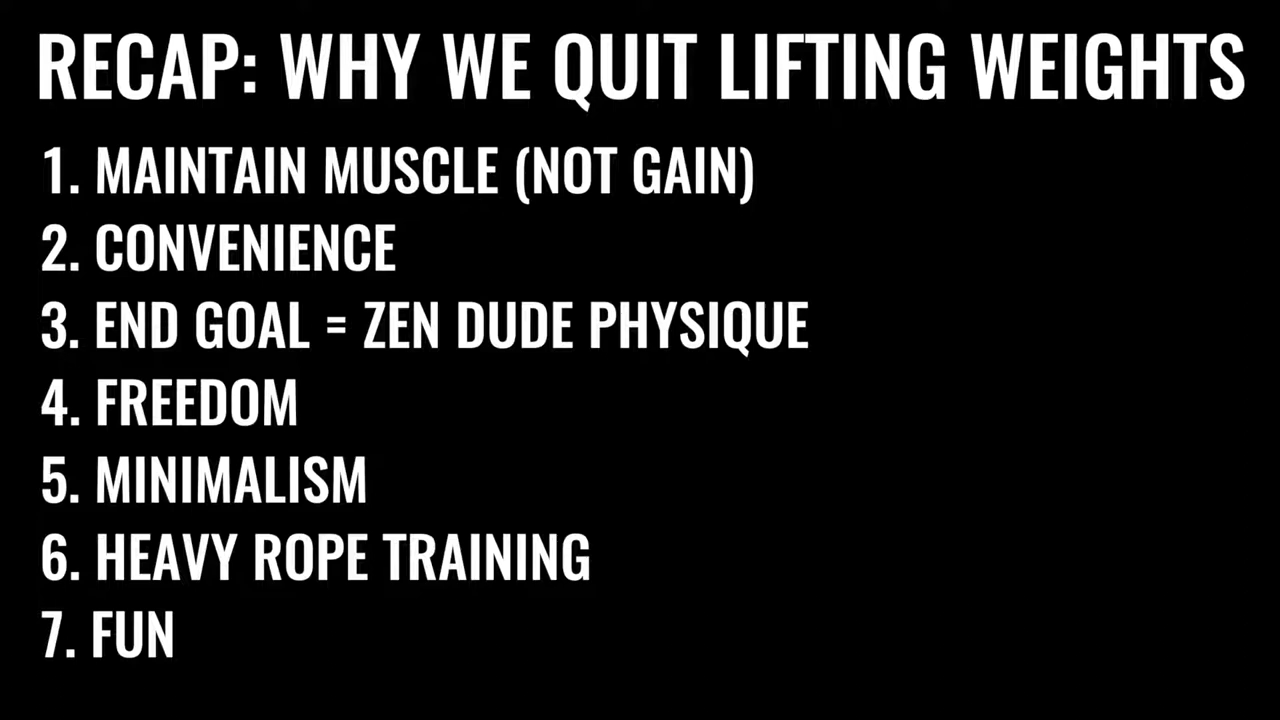 RECAP: WHY WE QUIT LIFTING WEIGHTS
1. MAINTAIN MUSCLE (NOT GAIN)
2. CONVENIENCE
3. END GOAL = ZEN DUDE PHYSIQUE
4. FREEDOM
5. MINIMALISM
6. HEAVY ROPE TRAINING
7. FUN